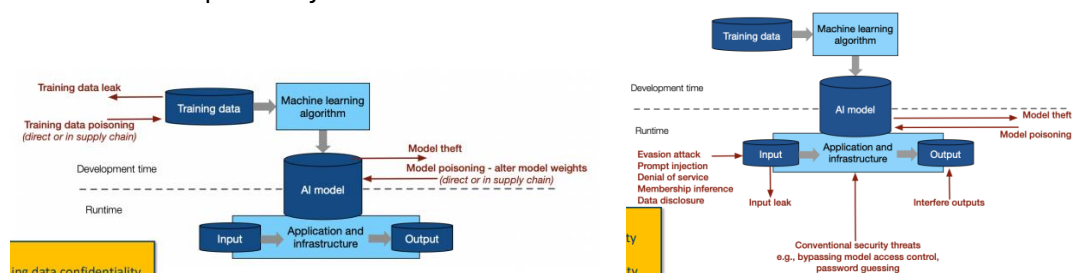 Training data leak
Training data poisoning
(direct or in supply chain)
Training data
Machine learning
algorithm
Model theft
Model poisoning - alter model weights
(direct or in supply chain)
Development time
AI model
Runtime
Input
Application and
infrastructure
Output
ing data confidentiality
Training data
Machine learning
algorithm
Development time
AI model
Runtime
Model theft
Model poisoning
Evasion attack
Prompt injection
Denial of service
Membership inference
Data disclosure
Input
Application and
infrastructure
Output
Input leak
Interfere outputs
Conventional security threats
e.g., bypassing model access control,
password guessing
ity